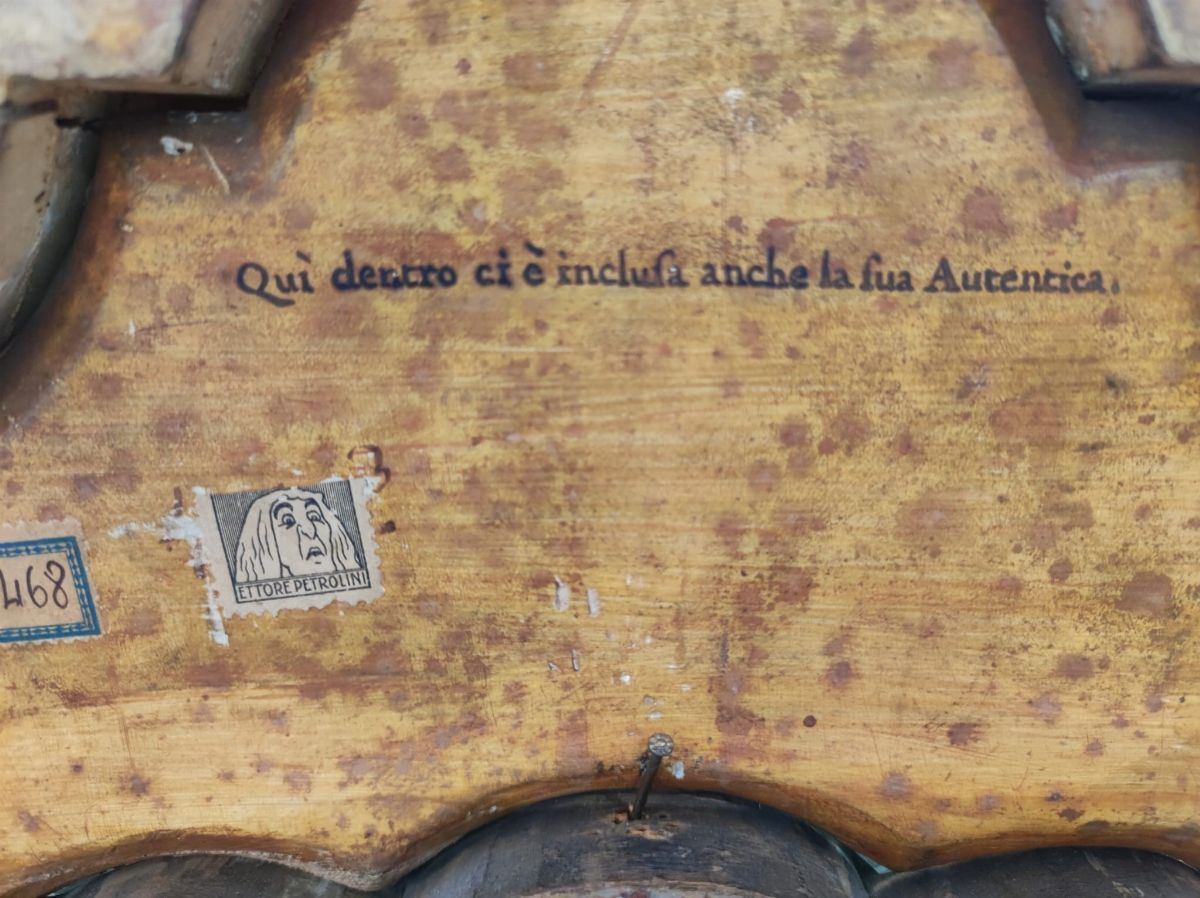 Quì dentro ci è incluſa anche la ſua Autentica.
ETTORE PETROLINI
468